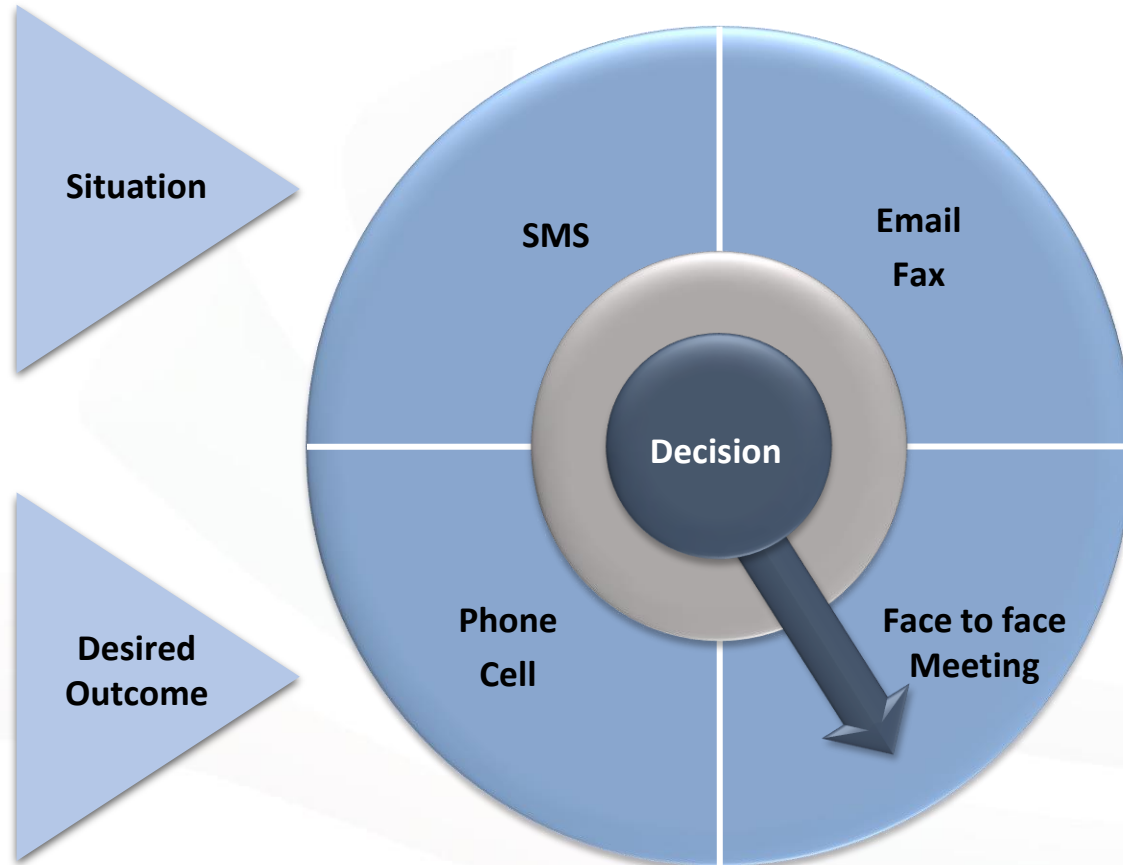 Situation
SMS
Email
Fax
Decision
Desired
Outcome
Phone
Cell
Face to face
Meeting